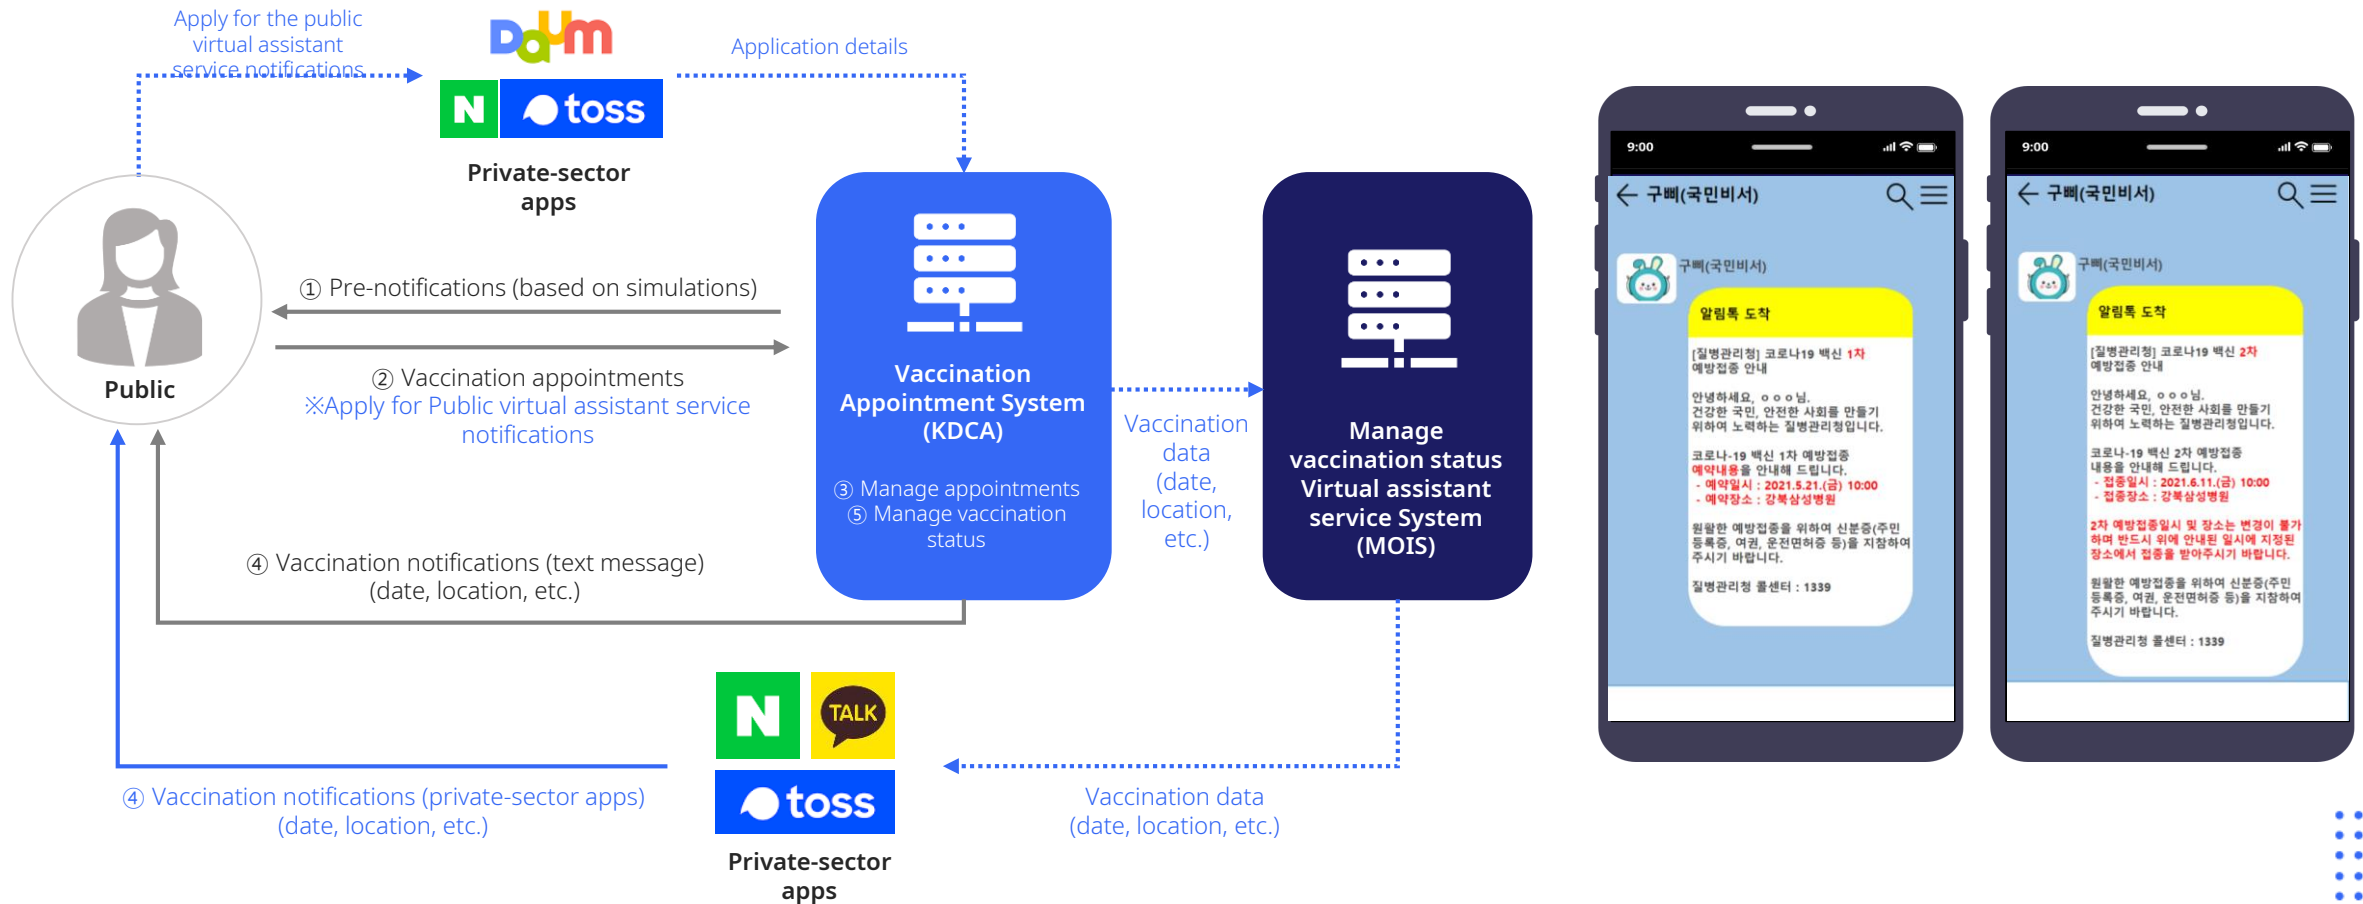 Apply for the public
virtual assistant
service notifications
Daum
N
toss
Private-sector
apps
Application details
Public
① Pre-notifications (based on simulations)
② Vaccination appointments
※Apply for Public virtual assistant service
notifications
④ Vaccination notifications (text message)
(date, location, etc.)
Vaccination
Appointment System
(KDCA)
③ Manage appointments
⑤ Manage vaccination
status
Vaccination
data
(date,
location,
etc.)
Manage
vaccination status
Virtual assistant
service System
(MOIS)
N
TALK
toss
Private-sector
apps
④ Vaccination notifications (private-sector apps)
(date, location, etc.)
Vaccination data
(date, location, etc.)
9:00
구삐(국민비서)
구삐(국민비서)
알림톡 도착
[질병관리청] 코로나19 백신 1차
예방접종 안내
안녕하세요, ㅇㅇㅇ님.
건강한 국민, 안전한 사회를 만들기
위하여 노력하는 질병관리청입니다.
코로나-19 백신 1차 예방접종
예약내용을 안내해 드립니다.
- 예약일시 : 2021.5.21.(금) 10:00
- 예약장소 : 강북삼성병원
원활한 예방접종을 위하여 신분증(주민
등록증, 여권, 운전면허증 등)을 지참하여
주시기 바랍니다.
질병관리청 콜센터 : 1339
9:00
구삐(국민비서)
구삐(국민비서)
알림톡 도착
[질병관리청] 코로나19 백신 2차
예방접종 안내
안녕하세요, ㅇㅇㅇ님.
건강한 국민, 안전한 사회를 만들기
위하여 노력하는 질병관리청입니다.
코로나-19 백신 2차 예방접종
내용을 안내해 드립니다.
- 접종일시 : 2021.6.11.(금) 10:00
- 접종장소 : 강북삼성병원
2차 예방접종일시 및 장소는 변경이 불가
하며 반드시 위에 안내된 일시에 지정된
장소에서 접종을 받아주시기 바랍니다.
원활한 예방접종을 위하여 신분증(주민
등록증, 여권, 운전면허증 등)을 지참하여
주시기 바랍니다.
질병관리청 콜센터 : 1339